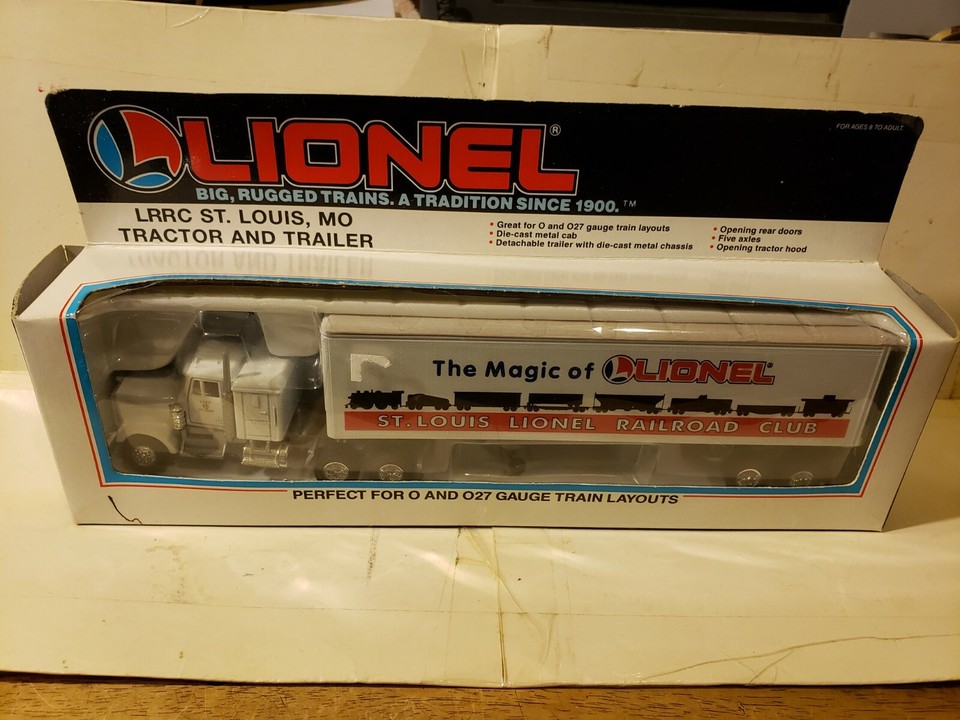 LIONEL®
FOR AGES 8 TO ADULT
BIG, RUGGED TRAINS. A TRADITION SINCE 1900.™
LRRC ST. LOUIS, MO
TRACTOR AND TRAILER
• Great for O and O27 gauge train layouts
• Die-cast metal cab
• Detachable trailer with die-cast metal chassis
• Opening rear doors
• Five axles
• Opening tractor hood
The Magic of LIONEL®
ST. LOUIS LIONEL RAILROAD CLUB
PERFECT FOR O AND O27 GAUGE TRAIN LAYOUTS